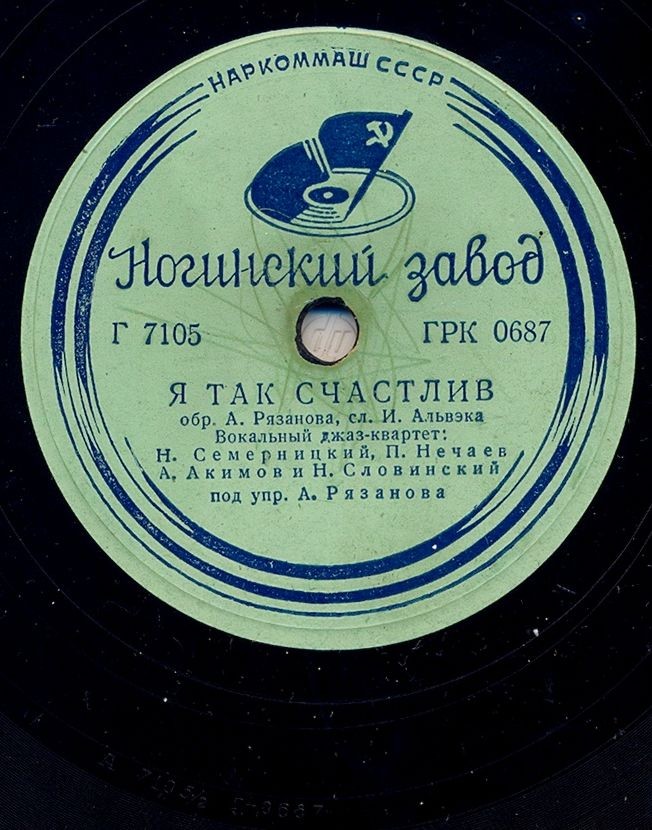 НАРКОММАШ СССР
Ногинский завод
Г 7105 ГРК 0687
Я ТАК СЧАСТЛИВ
обр. А. Рязанова, сл. И. Альвэка
Вокальный джаз-квартет:
Н. Семерницкий, П. Нечаев
А. Акимов и Н. Словинский
под упр. А. Рязанова